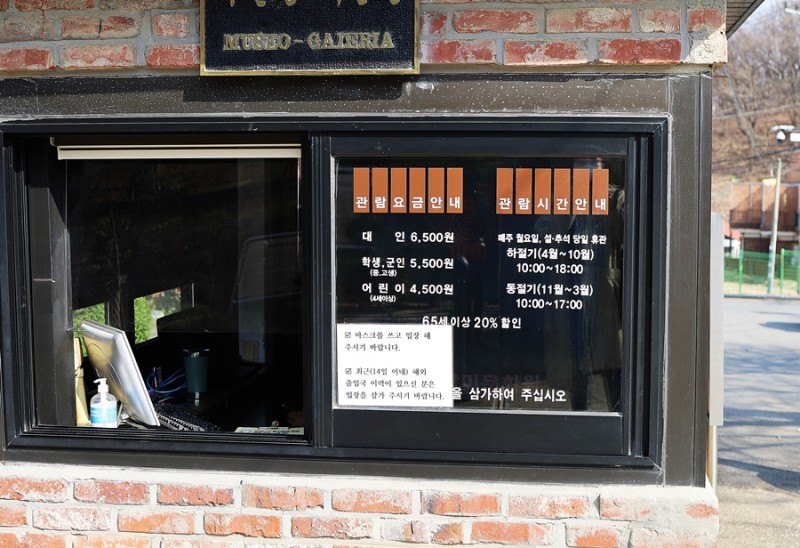 MUSEO-GALERIA
관람요금안내
대 인 6,500원
학생,군인 5,500원
(중,고생)
어린이 4,500원
(4세이상)
관람시간안내
매주 월요일, 설·추석 당일 휴관
하절기(4월~10월)
10:00~18:00
동절기(11월~3월)
10:00~17:00
65세이상 20% 할인
☑ 마스크를 쓰고 입장 해
주시기 바랍니다.
☑ 최근(14일 이내) 해외
출입국 이력이 있으신 분은
입장을 삼가 주시기 바랍니다.
을 삼가하여 주십시오